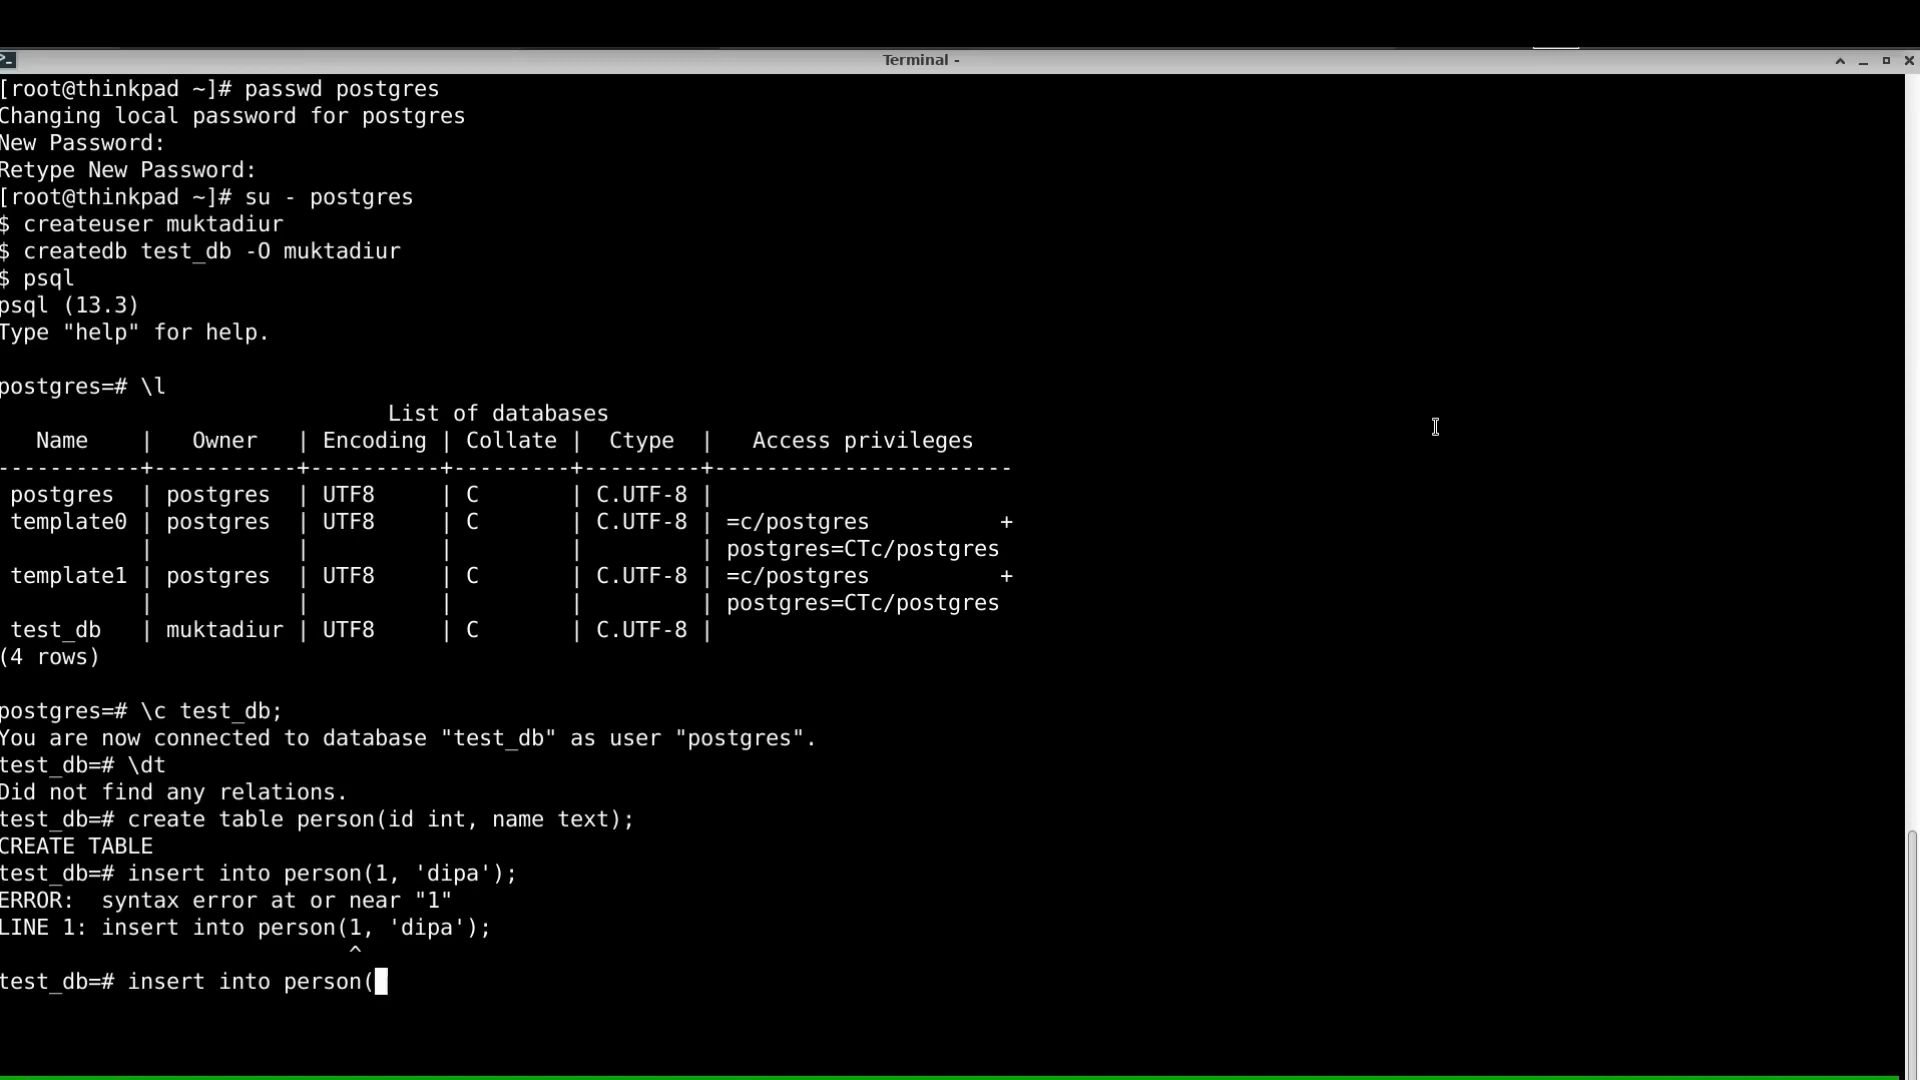 Terminal -
[root@thinkpad ~]# passwd postgres
Changing local password for postgres
New Password:
Retype New Password:
[root@thinkpad ~]# su - postgres
$ createuser muktadiur
$ createdb test_db -O muktadiur
$ psql
psql (13.3)
Type "help" for help.

postgres=# \l
                              List of databases
   Name    |   Owner   | Encoding | Collate |  Ctype  |   Access privileges
-----------+-----------+----------+---------+---------+-----------------------
 postgres  | postgres  | UTF8     | C       | C.UTF-8 |
 template0 | postgres  | UTF8     | C       | C.UTF-8 | =c/postgres          +
           |           |          |         |         | postgres=CTc/postgres
 template1 | postgres  | UTF8     | C       | C.UTF-8 | =c/postgres          +
           |           |          |         |         | postgres=CTc/postgres
 test_db   | muktadiur | UTF8     | C       | C.UTF-8 |
(4 rows)

postgres=# \c test_db;
You are now connected to database "test_db" as user "postgres".
test_db=# \dt
Did not find any relations.
test_db=# create table person(id int, name text);
CREATE TABLE
test_db=# insert into person(1, 'dipa');
ERROR:  syntax error at or near "1"
LINE 1: insert into person(1, 'dipa');
                           ^
test_db=# insert into person(